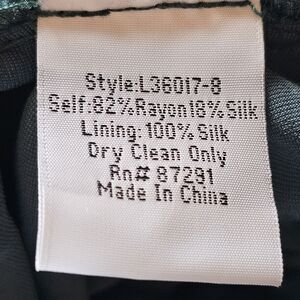 Style:L36017-8
Self:82%Rayon18% Silk
Lining: 100% Silk
Dry Clean Only
Rn# 87291
Made In China